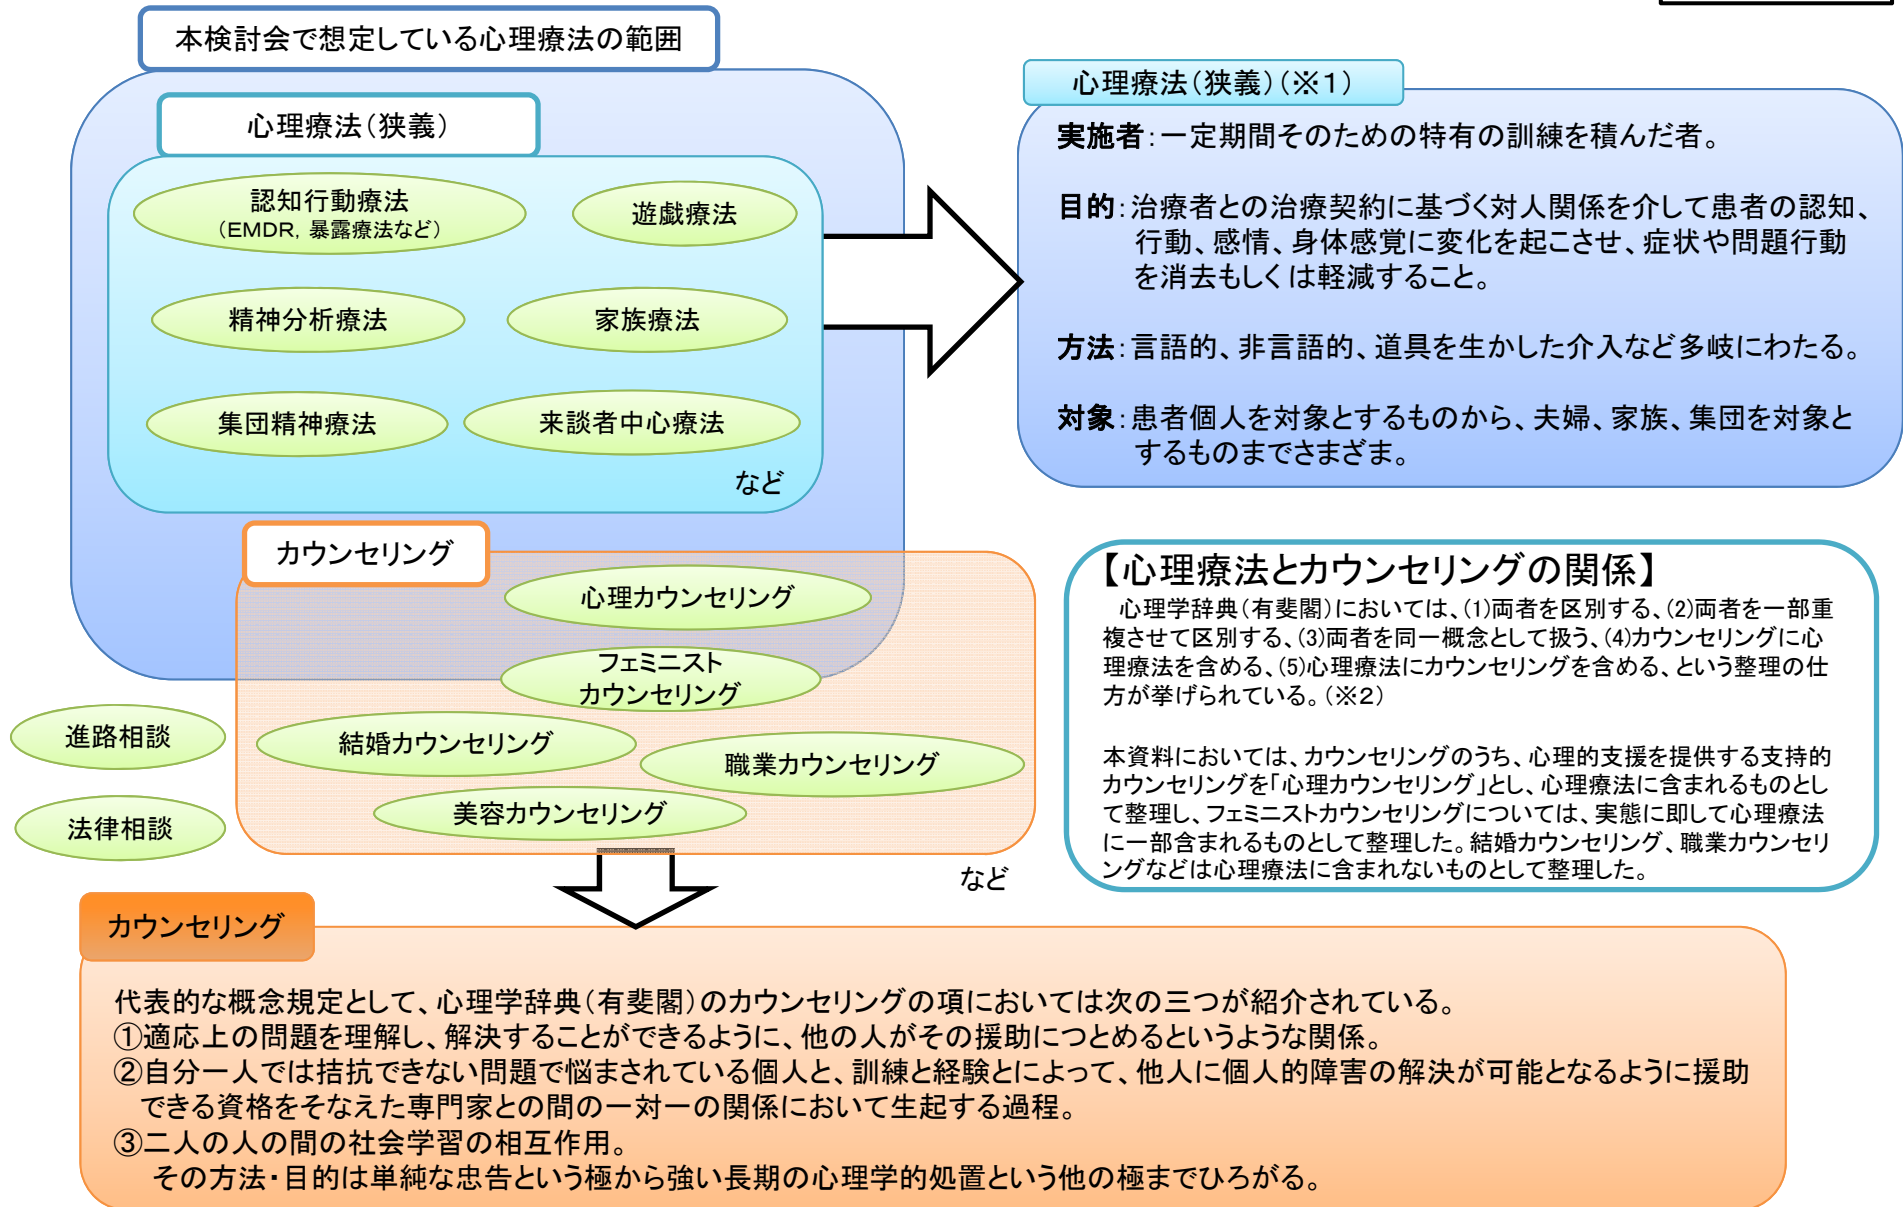 本検討会で想定している心理療法の範囲
心理療法(狭義)
認知行動療法
(EMDR, 暴露療法など)
遊戯療法
精神分析療法
家族療法
集団精神療法
来談者中心療法
など
心理療法(狭義)(※1)
実施者:一定期間そのための特有の訓練を積んだ者。
目的:治療者との治療契約に基づく対人関係を介して患者の認知、
行動、感情、身体感覚に変化を起こさせ、症状や問題行動
を消去もしくは軽減すること。
方法:言語的、非言語的、道具を生かした介入など多岐にわたる。
対象:患者個人を対象とするものから、夫婦、家族、集団を対象と
するものまでさまざま。
カウンセリング
心理カウンセリング
フェミニスト
カウンセリング
結婚カウンセリング
職業カウンセリング
美容カウンセリング
など
進路相談
法律相談
【心理療法とカウンセリングの関係】
心理学辞典(有斐閣)においては、(1)両者を区別する、(2)両者を一部重
複させて区別する、(3)両者を同一概念として扱う、(4)カウンセリングに心
理療法を含める、(5)心理療法にカウンセリングを含める、という整理の仕
方が挙げられている。(※2)
本資料においては、カウンセリングのうち、心理的支援を提供する支持的
カウンセリングを「心理カウンセリング」とし、心理療法に含まれるものとし
て整理し、フェミニストカウンセリングについては、実態に即して心理療法
に一部含まれるものとして整理した。結婚カウンセリング、職業カウンセリ
ングなどは心理療法に含まれないものとして整理した。
カウンセリング
代表的な概念規定として、心理学辞典(有斐閣)のカウンセリングの項においては次の三つが紹介されている。
①適応上の問題を理解し、解決することができるように、他の人がその援助につとめるというような関係。
②自分一人では拮抗できない問題で悩まされている個人と、訓練と経験とによって、他人に個人的障害の解決が可能となるように援助
できる資格をそなえた専門家との間の一対一の関係において生起する過程。
③二人の人の間の社会学習の相互作用。
その方法・目的は単純な忠告という極から強い長期の心理学的処置という他の極までひろがる。